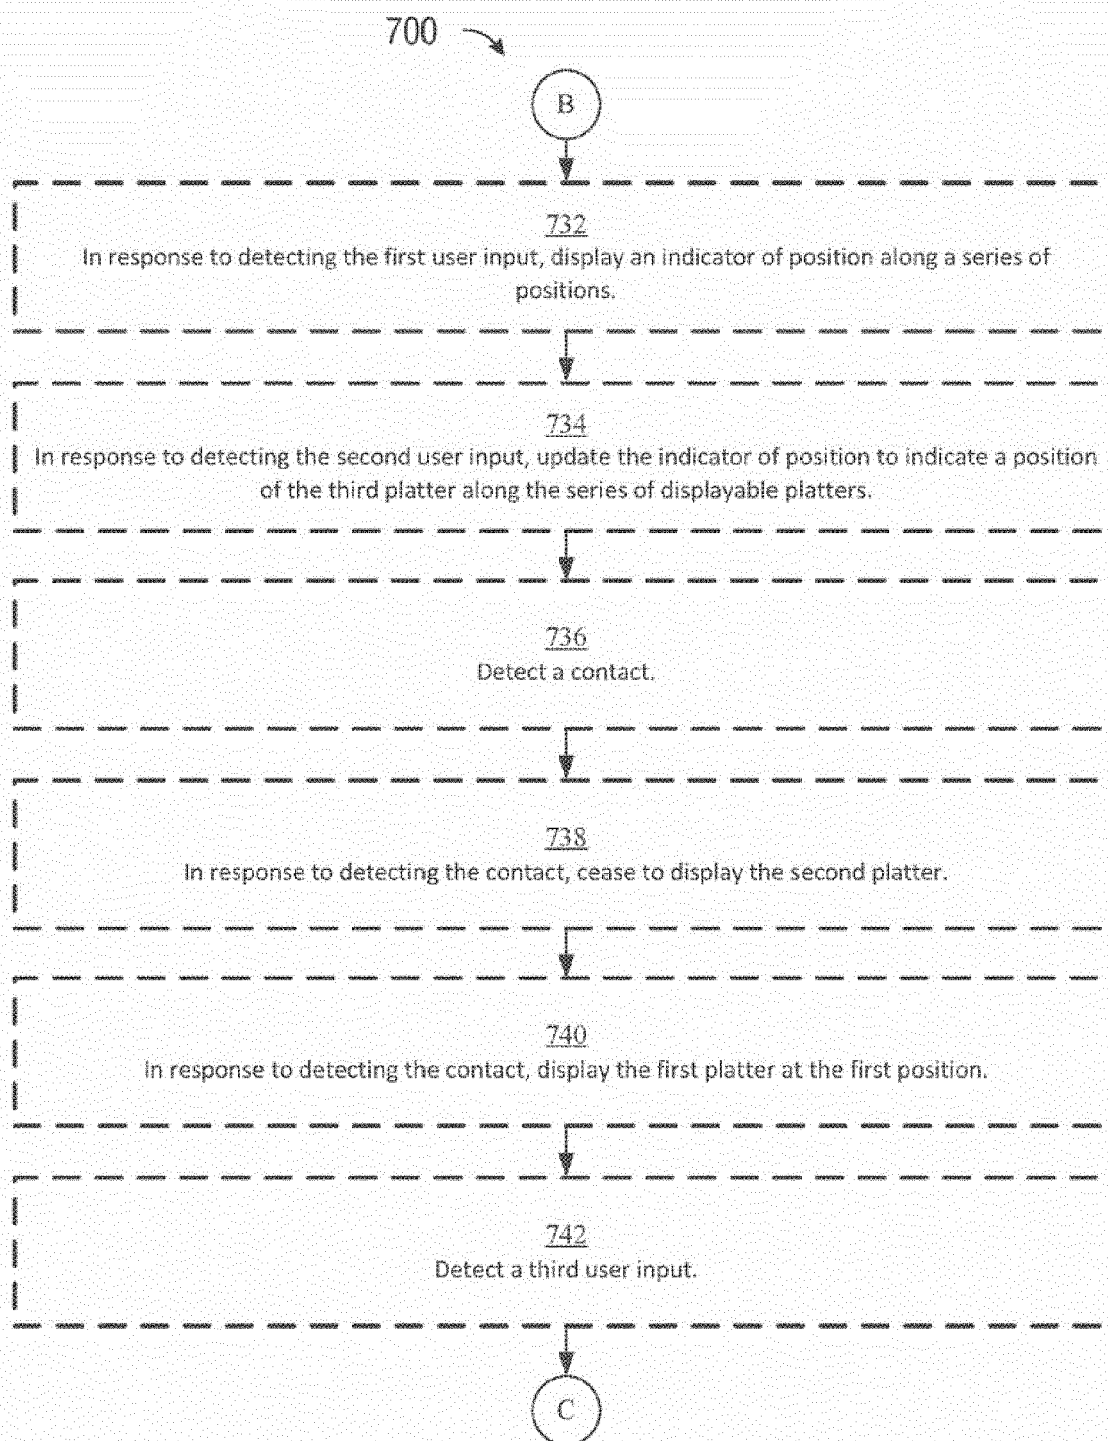 700
B
732
In response to detecting the first user input, display an indicator of position along a series of
positions.
734
In response to detecting the second user input, update the indicator of position to indicate a position
of the third platter along the series of displayable platters.
736
Detect a contact.
738
In response to detecting the contact, cease to display the second platter.
740
In response to detecting the contact, display the first platter at the first position.
742
Detect a third user input.
C